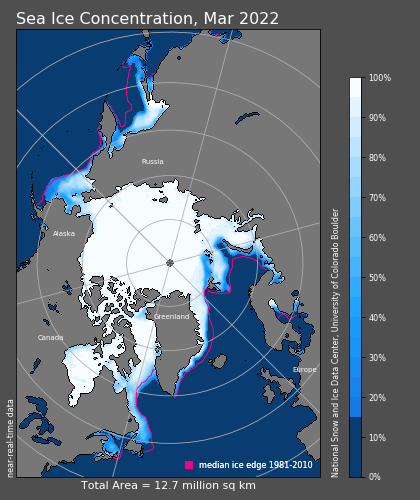 Sea Ice Concentration, Mar 2022
Russia
Alaska
Greenland
Canada
Europe
near-real-time data
median ice edge 1981-2010
Total Area = 12.7 million sq km
100%
90%
80%
70%
60%
50%
40%
30%
20%
10%
0%
National Snow and Ice Data Center, University of Colorado Boulder